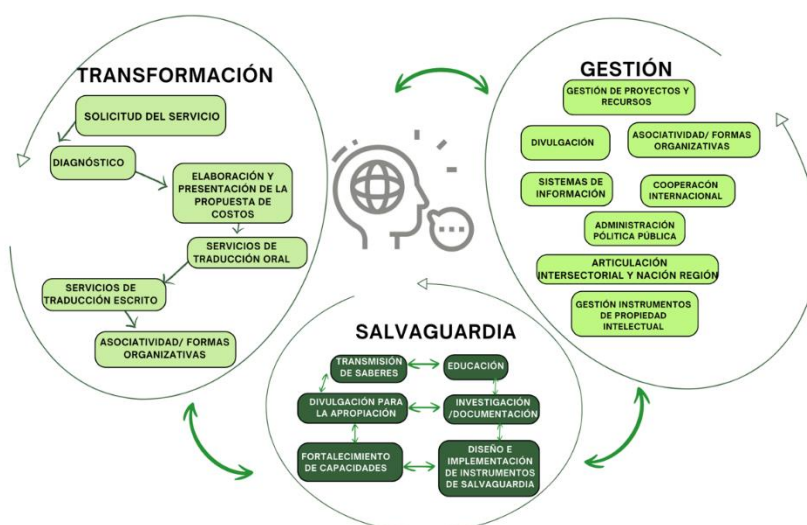 TRANSFORMACIÓN
SOLICITUD DEL SERVICIO
DIAGNÓSTICO
ELABORACIÓN Y
PRESENTACIÓN DE LA
PROPUESTA DE
COSTOS
SERVICIOS DE
TRADUCCIÓN ORAL
SERVICIOS DE
TRADUCCIÓN ESCRITO
ASOCIATIVIDAD/ FORMAS
ORGANIZATIVAS
GESTIÓN
GESTIÓN DE PROYECTOS Y
RECURSOS
DIVULGACIÓN
ASOCIATIVIDAD/ FORMAS
ORGANIZATIVAS
SISTEMAS DE
INFORMACIÓN
COOPERACÓN
INTERNACIONAL
ADMINISTRACIÓN
PÓLITICA PÚBLICA
ARTICULACIÓN
INTERSECTORIAL Y NACIÓN REGIÓN
GESTIÓN INSTRUMENTOS
DE PROPIEDAD
INTELECTUAL
SALVAGUARDIA
TRANSMISIÓN
DE SABERES
EDUCACIÓN
DIVULGACIÓN PARA
LA APROPIACIÓN
INVESTIGACIÓN
/DOCUMENTACIÓN
FORTALECIMIENTO
DE CAPACIDADES
DISEÑO E
IMPLEMENTACIÓN
DE INSTRUMENTOS
DE SALVAGUARDIA